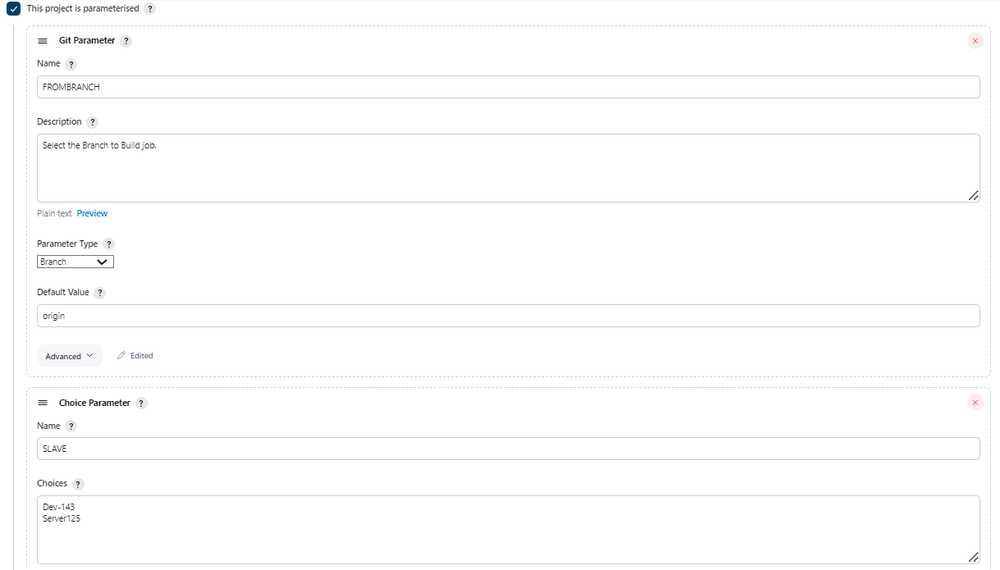 This project is parameterised ?
Git Parameter ?
Name ?
FROMBRANCH
Description ?
Select the Branch to Build job.
Plain text Preview
Parameter Type ?
Branch
Default Value ?
origin
Advanced Edited
Choice Parameter ?
Name ?
SLAVE
Choices ?
Dev-143
Server125